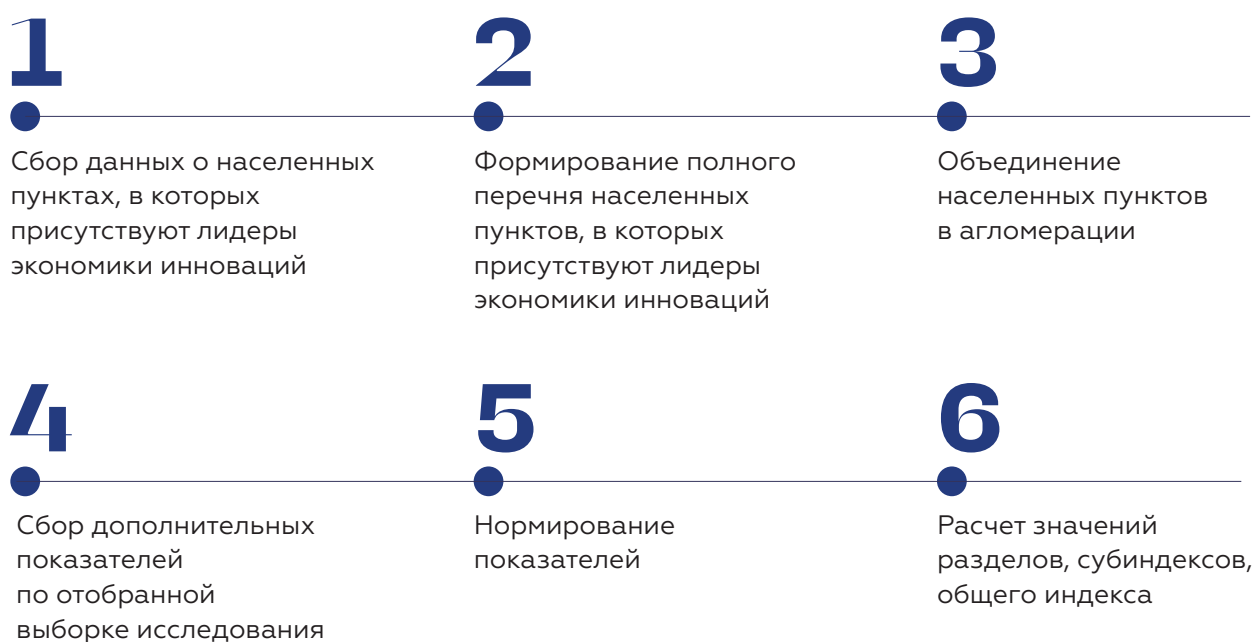 1
Сбор данных о населенных
пунктах, в которых
присутствуют лидеры
экономики инноваций
2
Формирование полного
перечня населенных
пунктов, в которых
присутствуют лидеры
экономики инноваций
3
Объединение
населенных пунктов
в агломерации
4
Сбор дополнительных
показателей
по отобранной
выборке исследования
5
Нормирование
показателей
6
Расчет значений
разделов, субиндексов,
общего индекса